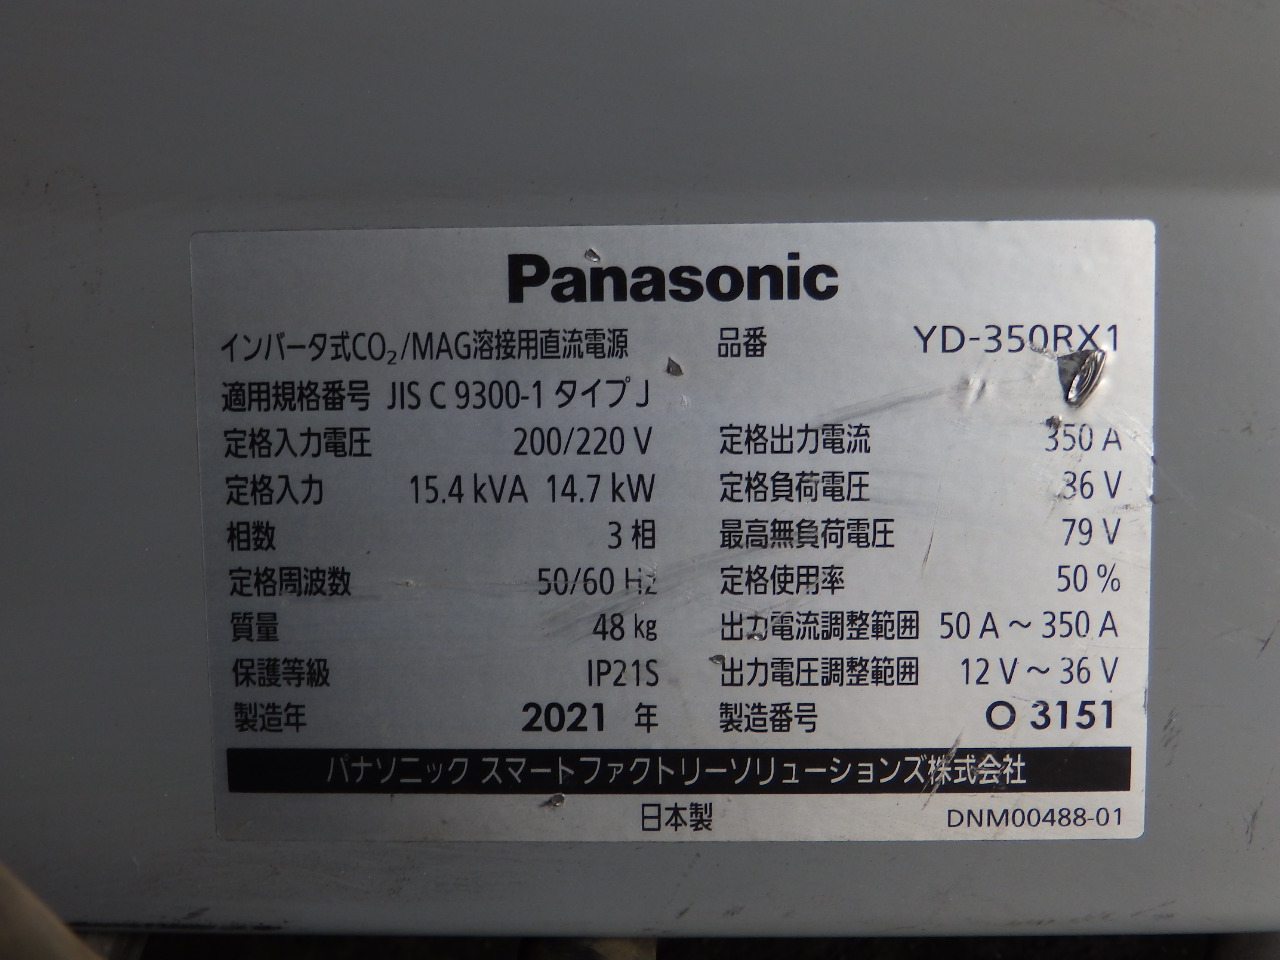 Panasonic
インバータ式CO₂/MAG溶接用直流電源 品番 YD-350RX1
適用規格番号 JIS C 9300-1 タイプJ
定格入力電圧 200/220 V 定格出力電流 350 A
定格入力 15.4 kVA 14.7 kW 定格負荷電圧 36 V
相数 3 相 最高無負荷電圧 79 V
定格周波数 50/60 Hz 定格使用率 50 %
質量 48 kg 出力電流調整範囲 50 A ～ 350 A
保護等級 IP21S 出力電圧調整範囲 12 V ～ 36 V
製造年 2021 年 製造番号 O 3151
パナソニック スマートファクトリーソリューションズ株式会社
日本製 DNM00488-01